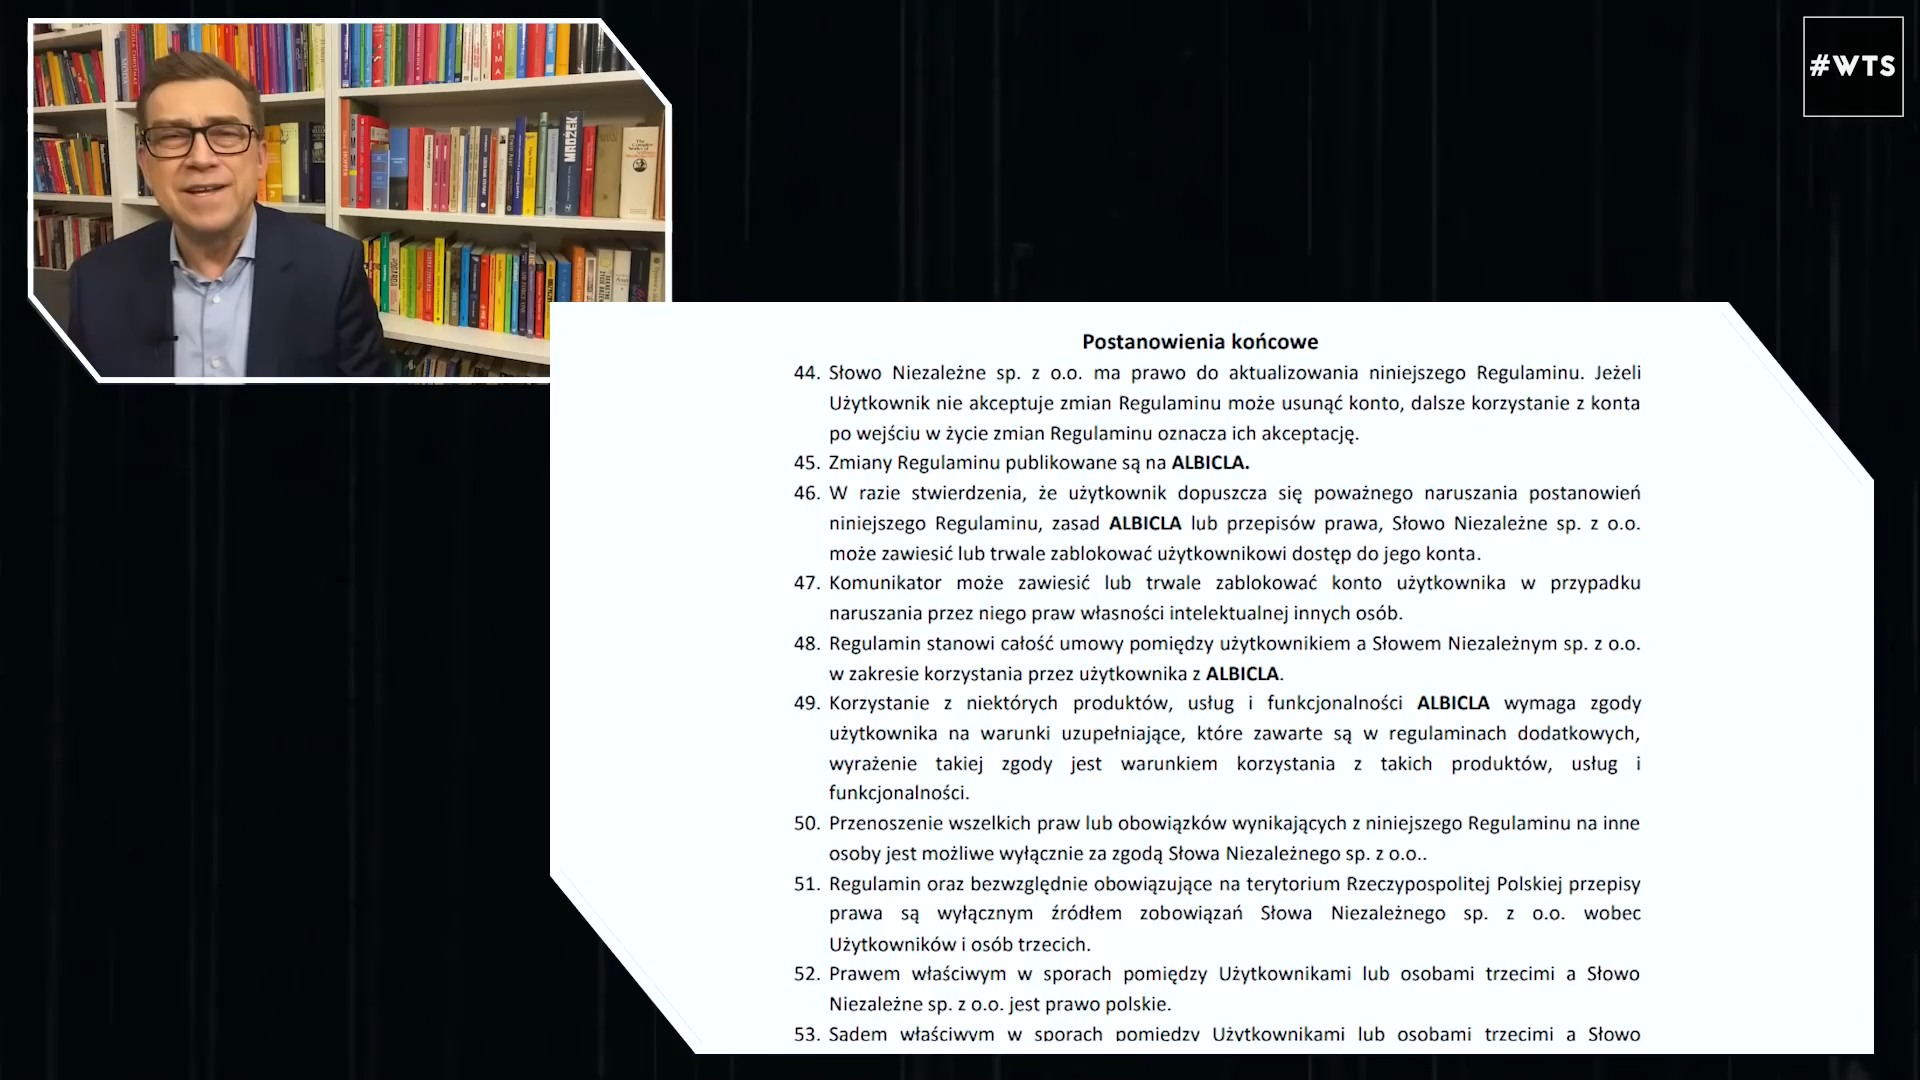 #WTS
MROŻEK
Postanowienia końcowe
44. Słowo Niezależne sp. z o.o. ma prawo do aktualizowania niniejszego Regulaminu. Jeżeli
Użytkownik nie akceptuje zmian Regulaminu może usunąć konto, dalsze korzystanie z konta
po wejściu w życie zmian Regulaminu oznacza ich akceptację.
45. Zmiany Regulaminu publikowane są na ALBICLA.
46. W razie stwierdzenia, że użytkownik dopuszcza się poważnego naruszania postanowień
niniejszego Regulaminu, zasad ALBICLA lub przepisów prawa, Słowo Niezależne sp. z o.o.
może zawiesić lub trwale zablokować użytkownikowi dostęp do jego konta.
47. Komunikator może zawiesić lub trwale zablokować konto użytkownika w przypadku
naruszania przez niego praw własności intelektualnej innych osób.
48. Regulamin stanowi całość umowy pomiędzy użytkownikiem a Słowem Niezależnym sp. z o.o.
w zakresie korzystania przez użytkownika z ALBICLA.
49. Korzystanie z niektórych produktów, usług i funkcjonalności ALBICLA wymaga zgody
użytkownika na warunki uzupełniające, które zawarte są w regulaminach dodatkowych,
wyrażenie takiej zgody jest warunkiem korzystania z takich produktów, usług i
funkcjonalności.
50. Przenoszenie wszelkich praw lub obowiązków wynikających z niniejszego Regulaminu na inne
osoby jest możliwe wyłącznie za zgodą Słowa Niezależnego sp. z o.o..
51. Regulamin oraz bezwzględnie obowiązujące na terytorium Rzeczypospolitej Polskiej przepisy
prawa są wyłącznym źródłem zobowiązań Słowa Niezależnego sp. z o.o. wobec
Użytkowników i osób trzecich.
52. Prawem właściwym w sporach pomiędzy Użytkownikami lub osobami trzecimi a Słowo
Niezależne sp. z o.o. jest prawo polskie.
53. Sądem właściwym w sporach pomiędzy Użytkownikami lub osobami trzecimi a Słowo